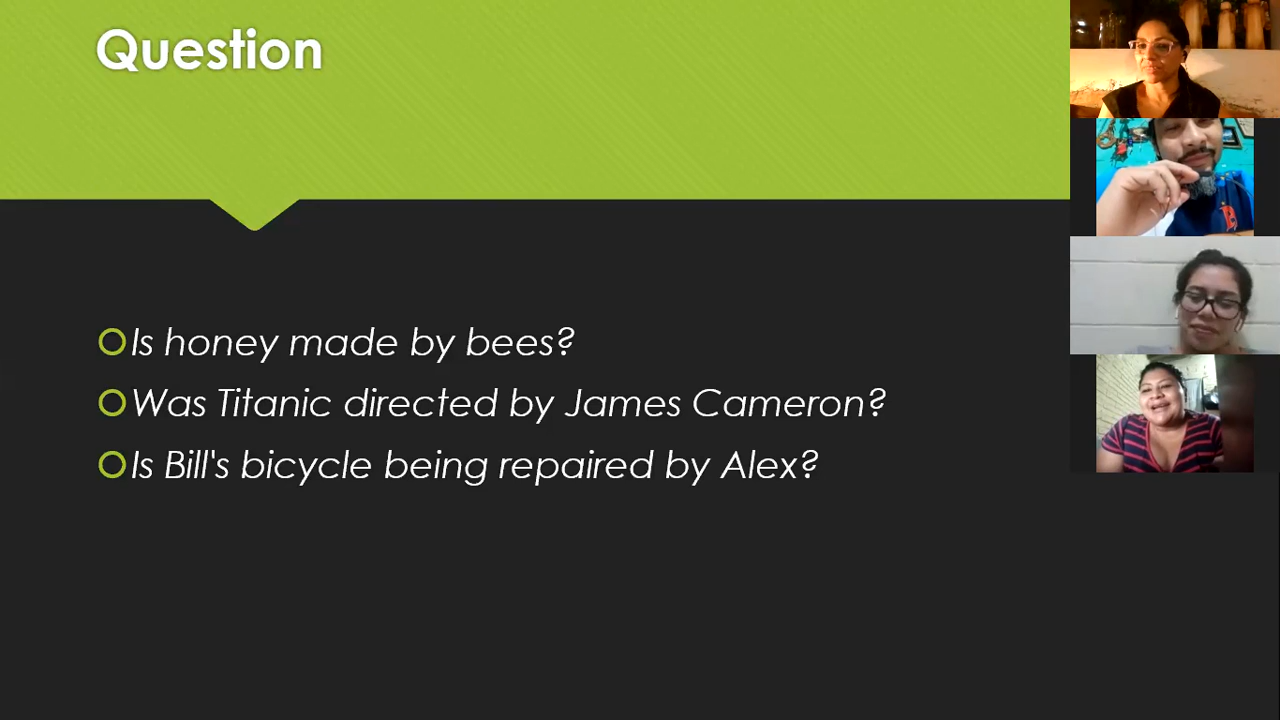 Question
Is honey made by bees?
Was Titanic directed by James Cameron?
Is Bill's bicycle being repaired by Alex?